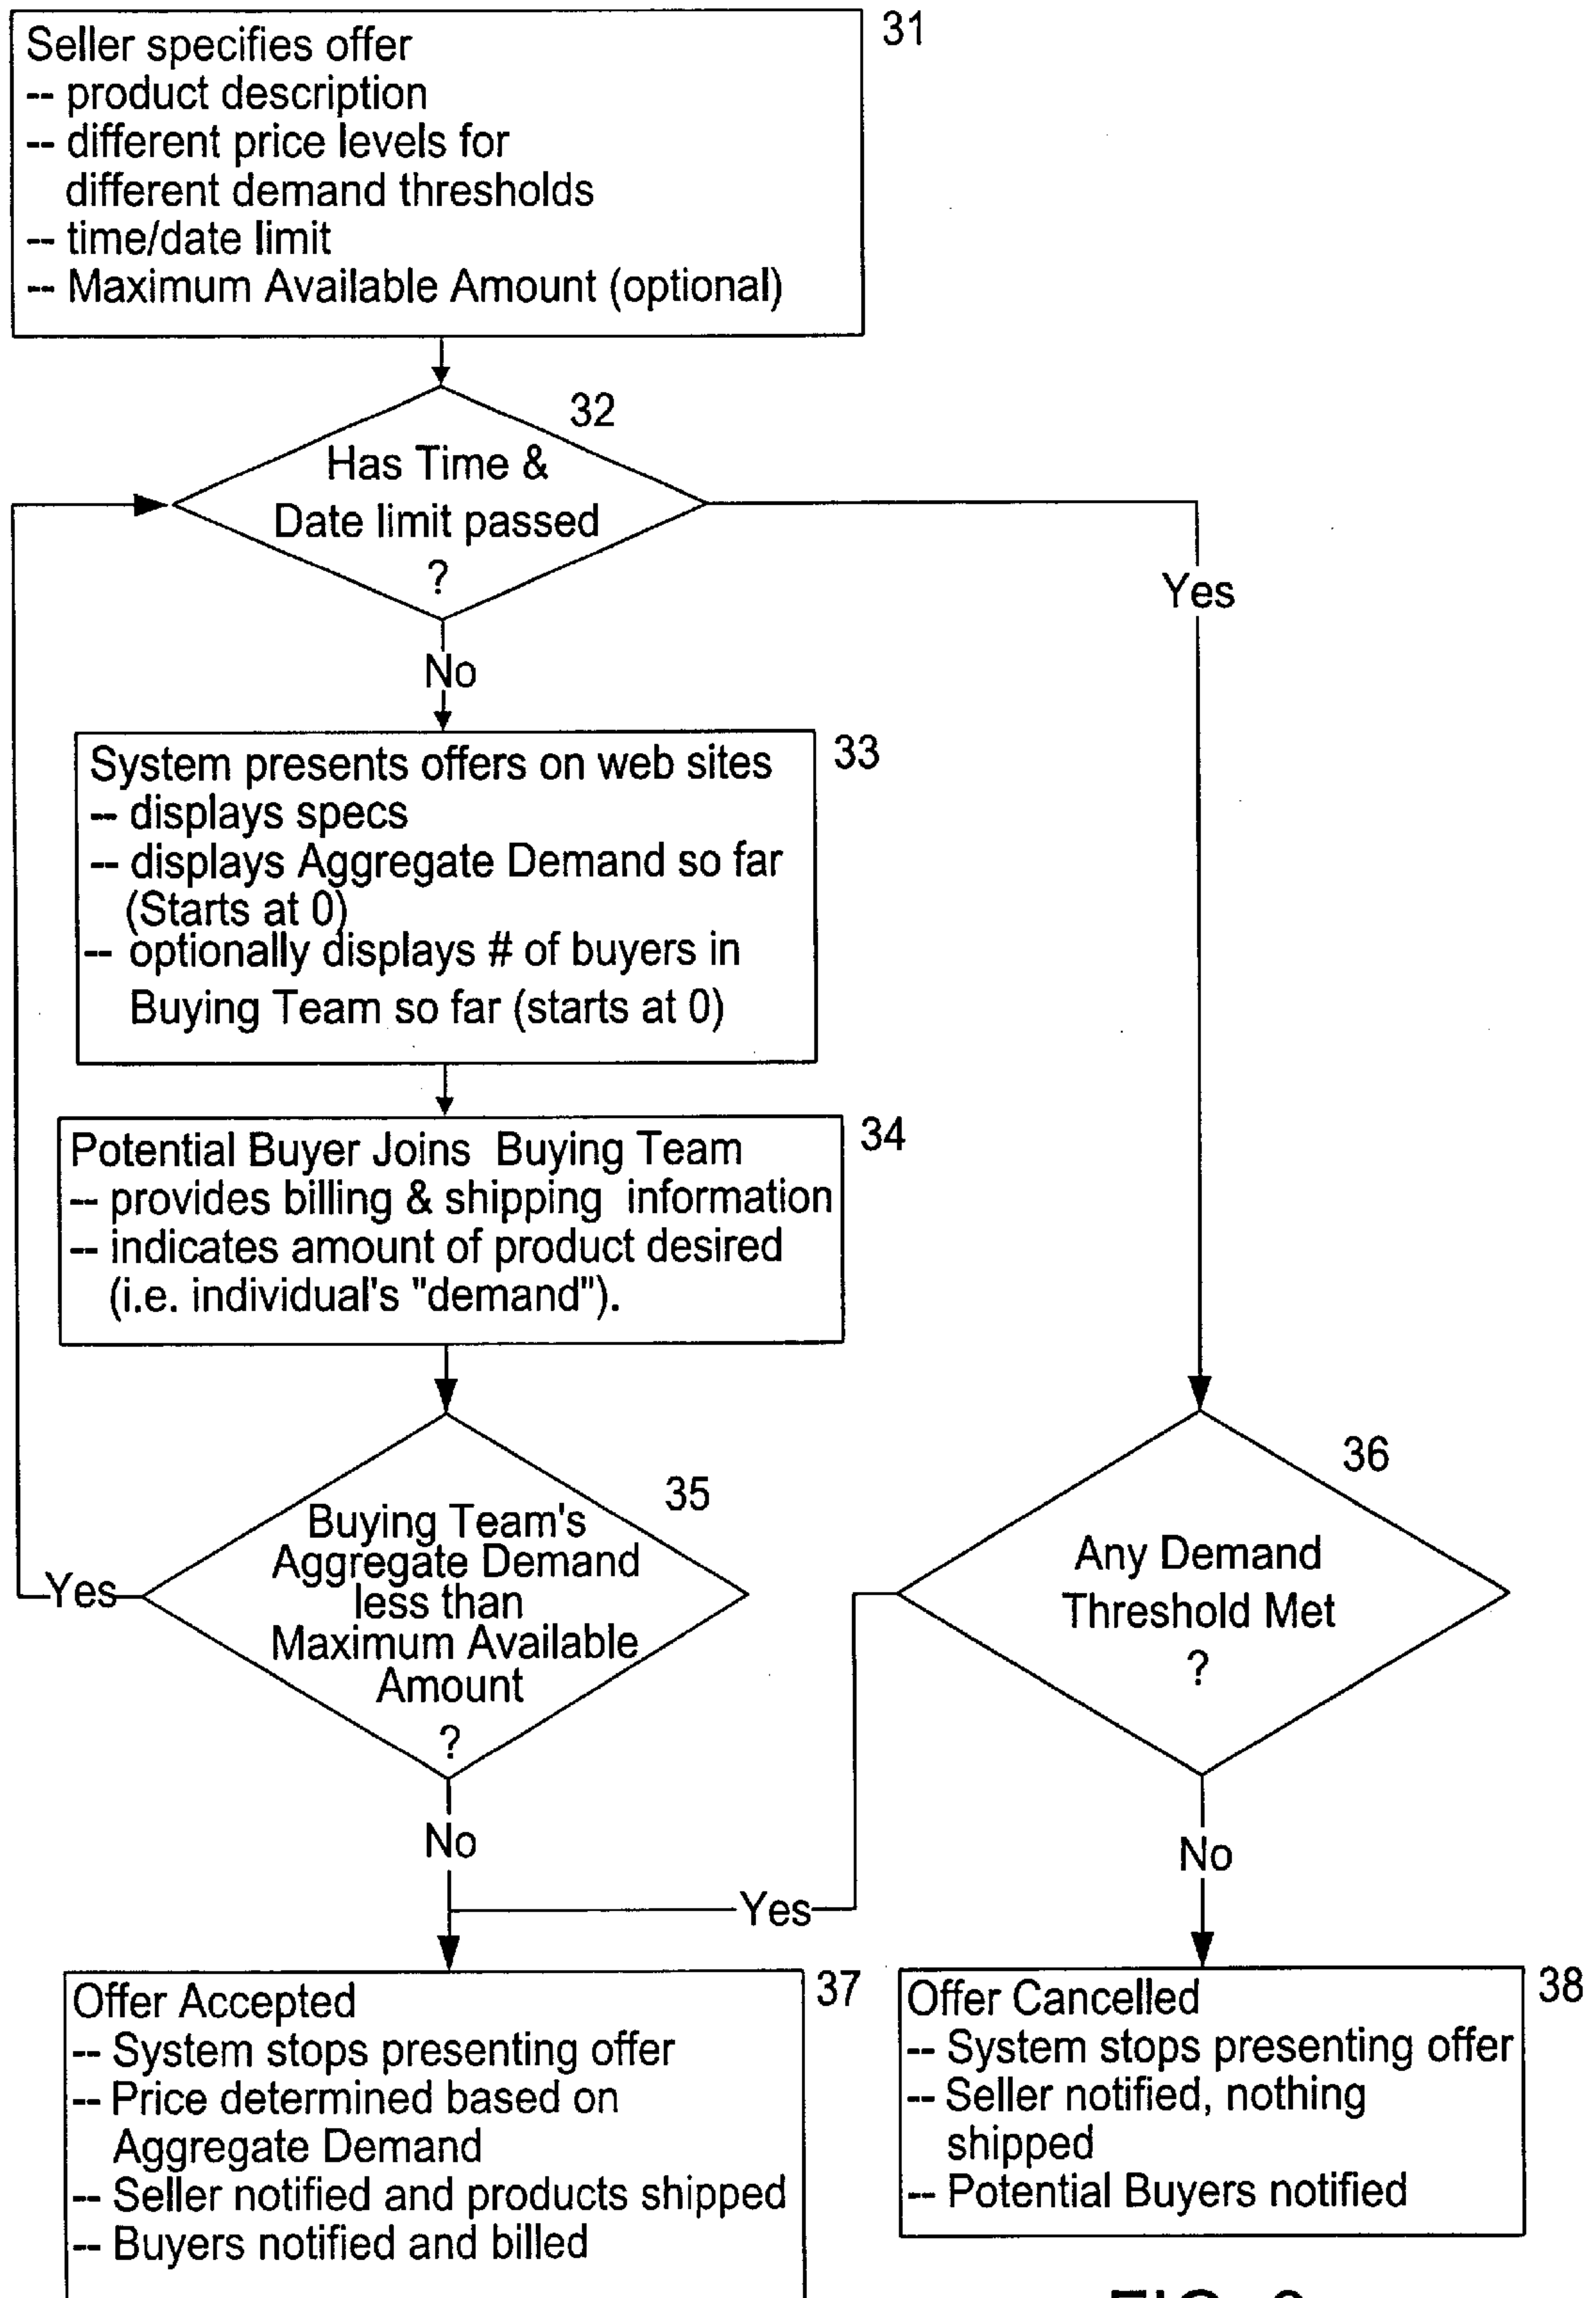 31
Seller specifies offer
-- product description
-- different price levels for
different demand thresholds
-- time/date limit
-- Maximum Available Amount (optional)
32
Has Time &
Date limit passed
?
Yes
No
System presents offers on web sites
33
-- displays specs
-- displays Aggregate Demand so far
(Starts at 0)
-- optionally displays # of buyers in
Buying Team so far (starts at 0)
Potential Buyer Joins Buying Team
34
-- provides billing & shipping information
-- indicates amount of product desired
(i.e. individual's "demand").
35
Buying Team's
Aggregate Demand
less than
Maximum Available
Amount
?
Yes
No
36
Any Demand
Threshold Met
?
Yes
No
Offer Accepted
37
-- System stops presenting offer
-- Price determined based on
Aggregate Demand
-- Seller notified and products shipped
-- Buyers notified and billed
Offer Cancelled
38
-- System stops presenting offer
-- Seller notified, nothing
shipped
-- Potential Buyers notified